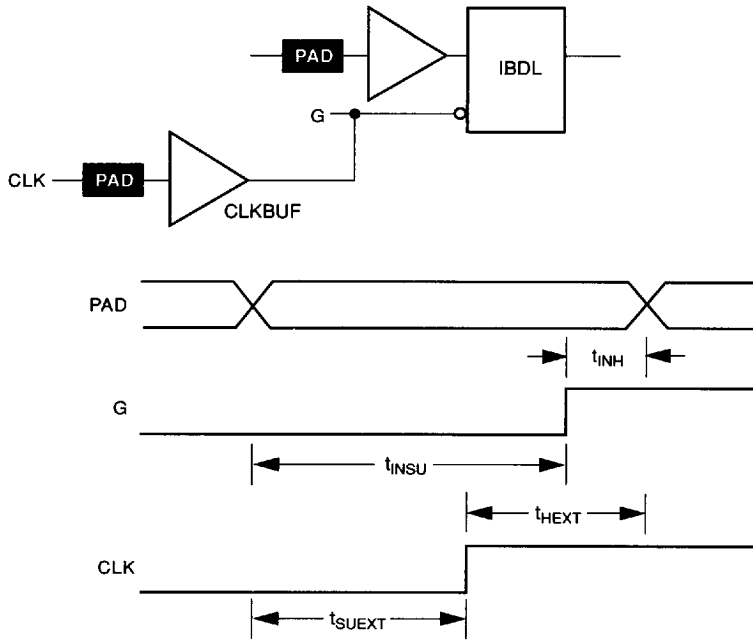 PAD
IBDL
G
CLK
PAD
CLKBUF
PAD
tINH
G
tINSU
tHEXT
CLK
tSUEXT